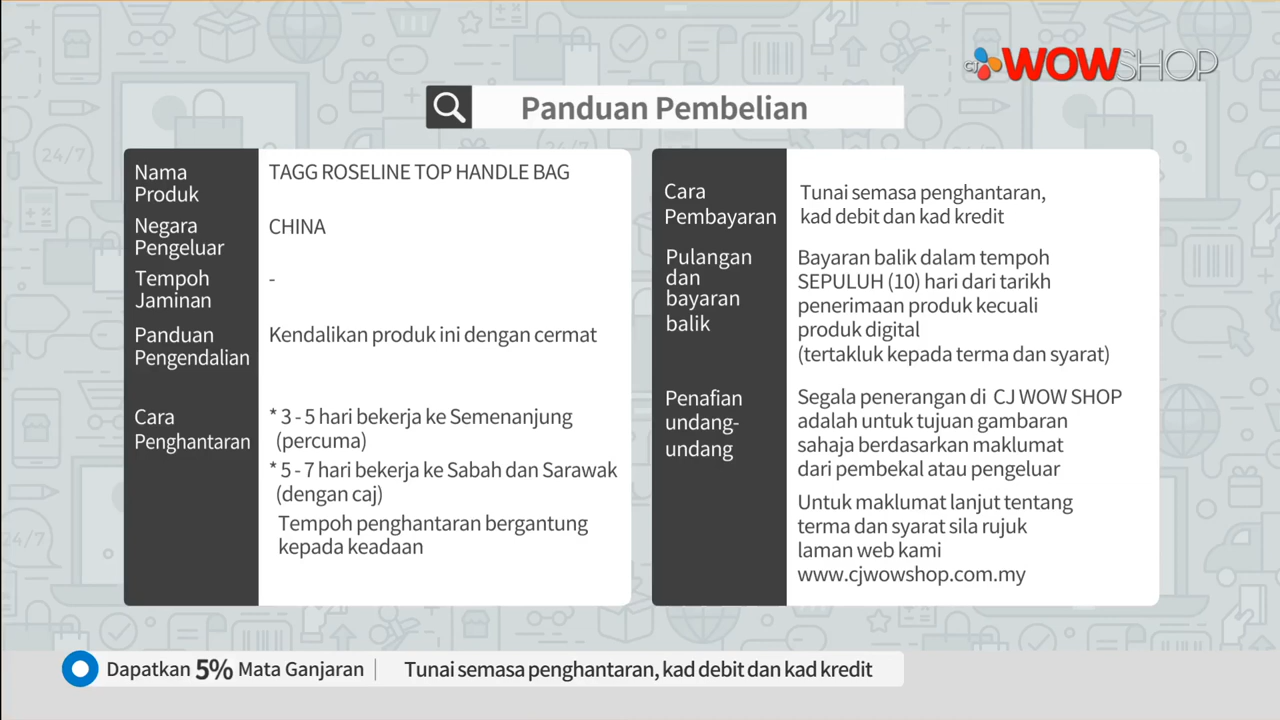 CJ WOWSHOP
Panduan Pembelian
Nama
Produk
TAGG ROSELINE TOP HANDLE BAG
Negara
Pengeluar
CHINA
Tempoh
Jaminan
-
Panduan
Pengendalian
Kendalikan produk ini dengan cermat
Cara
Penghantaran
* 3 - 5 hari bekerja ke Semenanjung
(percuma)
* 5 - 7 hari bekerja ke Sabah dan Sarawak
(dengan caj)
Tempoh penghantaran bergantung
kepada keadaan
Cara
Pembayaran
Tunai semasa penghantaran,
kad debit dan kad kredit
Pulangan
dan
bayaran
balik
Bayaran balik dalam tempoh
SEPULUH (10) hari dari tarikh
penerimaan produk kecuali
produk digital
(tertakluk kepada terma dan syarat)
Penafian
undang-
undang
Segala penerangan di CJ WOW SHOP
adalah untuk tujuan gambaran
sahaja berdasarkan maklumat
dari pembekal atau pengeluar
Untuk maklumat lanjut tentang
terma dan syarat sila rujuk
laman web kami
www.cjwowshop.com.my
24/7
24/7
Dapatkan 5% Mata Ganjaran | Tunai semasa penghantaran, kad debit dan kad kredit